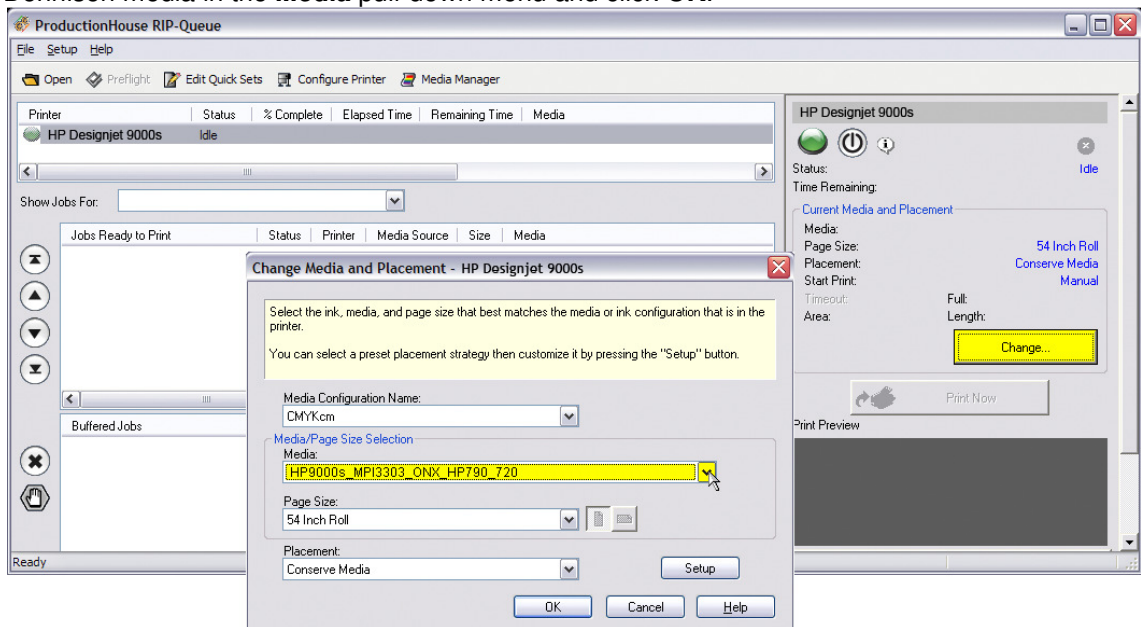 ProductionHouse RIP-Queue
File Setup Help
Open Preflight Edit Quick Sets Configure Printer Media Manager
Printer Status % Complete Elapsed Time Remaining Time Media
HP Designjet 9000s Idle
Show Jobs For:
Jobs Ready to Print Status Printer Media Source Size Media
Buffered Jobs
Ready
HP Designjet 9000s
Status: Idle
Time Remaining:
Current Media and Placement
Media:
Page Size: 54 Inch Roll
Placement: Conserve Media
Start Print: Manual
Timeout: Full:
Area: Length:
Change...
Print Now
Print Preview
Change Media and Placement - HP Designjet 9000s
Select the ink, media, and page size that best matches the media or ink configuration that is in the
printer.
You can select a preset placement strategy then customize it by pressing the "Setup" button.
Media Configuration Name:
CMYKcm
Media/Page Size Selection
Media:
HP9000s_MPI3303_ONX_HP790_720
Page Size:
54 Inch Roll
Placement:
Conserve Media
Setup
OK Cancel Help